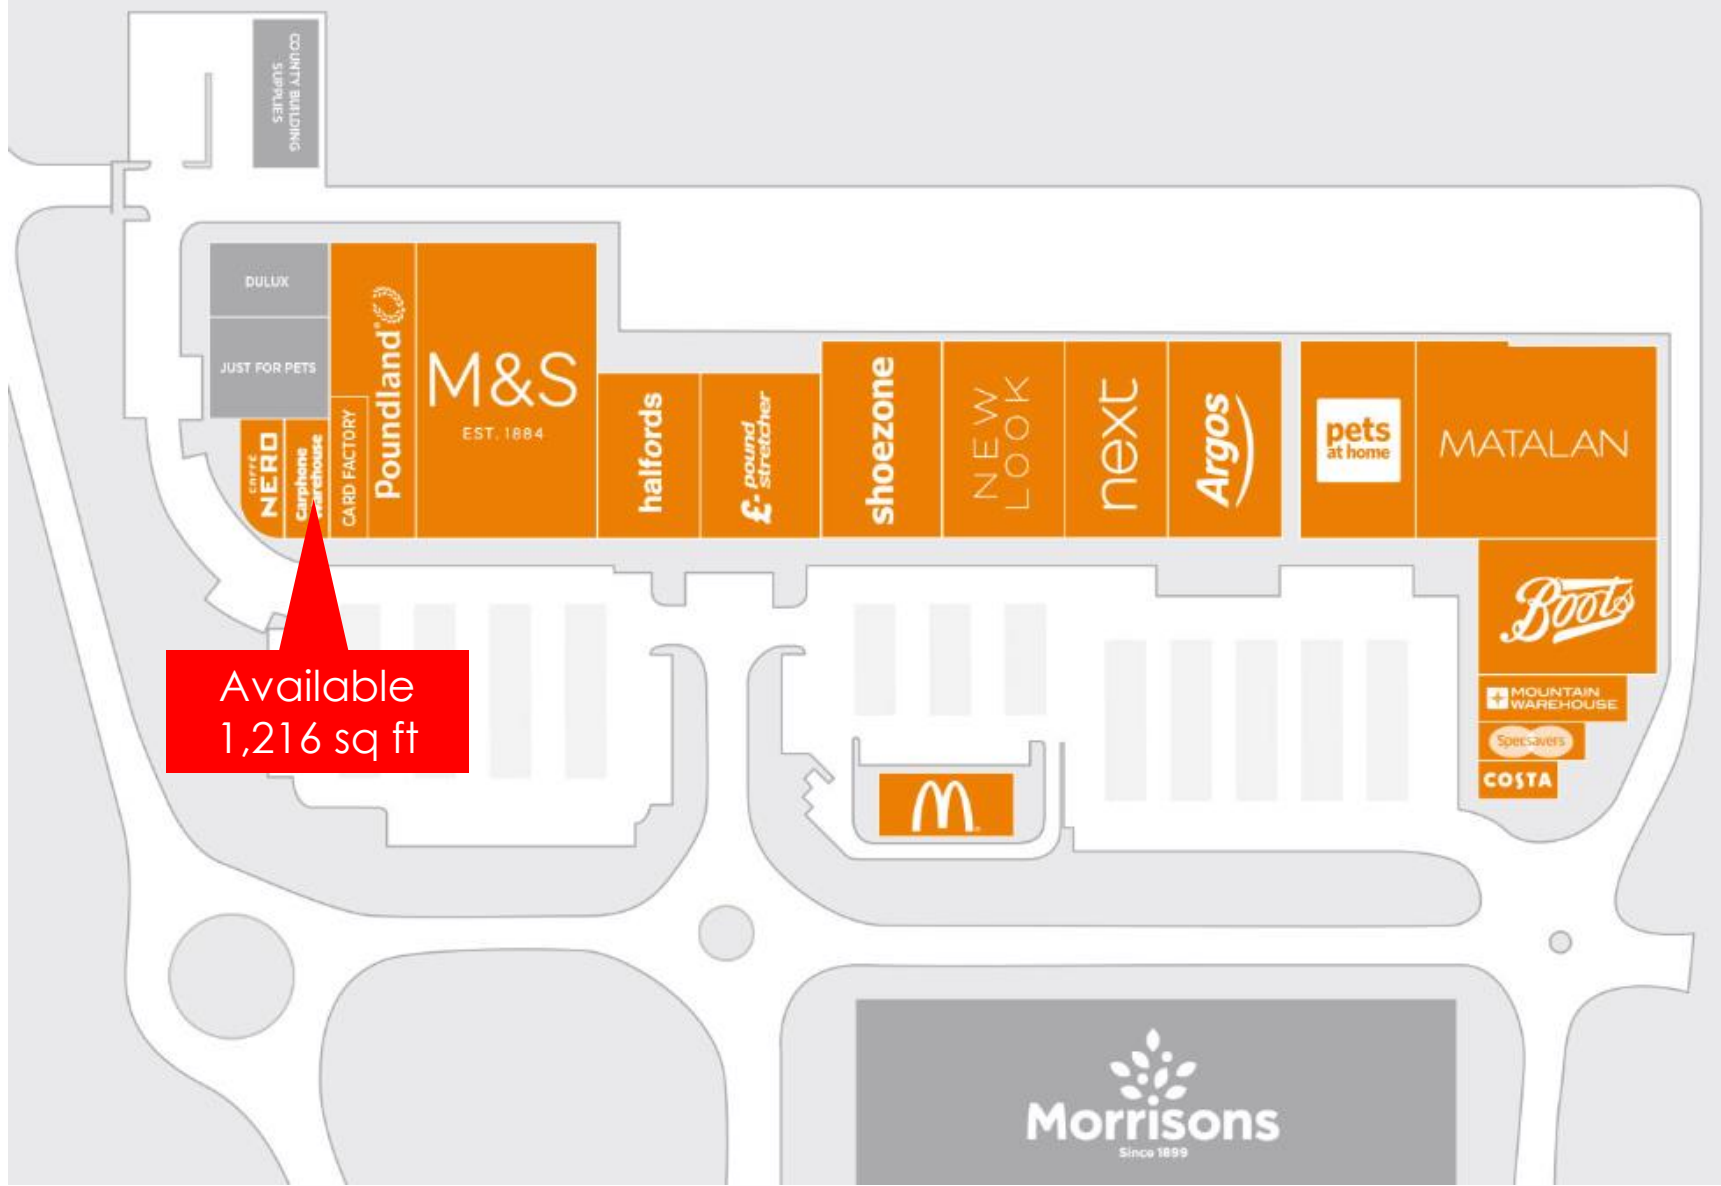 COUNTY BUILDING
SUPPLIES
DULUX
JUST FOR PETS
CAFFÈ
NERO
Carphone
Warehouse
CARD FACTORY
Poundland
M&S
EST. 1884
halfords
£- pound
stretcher
shoezone
NEW
LOOK
next
Argos
pets
at home
MATALAN
Boots
MOUNTAIN
WAREHOUSE
Specsavers
COSTA
Available
1,216 sq ft
M
Morrisons
Since 1899